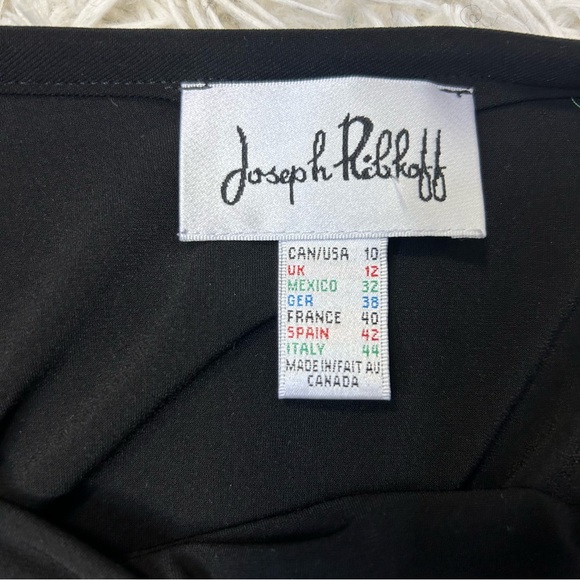 Joseph Ribkoff
CAN/USA 10
UK 12
MEXICO 32
GER 38
FRANCE 40
SPAIN 42
ITALY 44
MADE IN/FAIT AU
CANADA